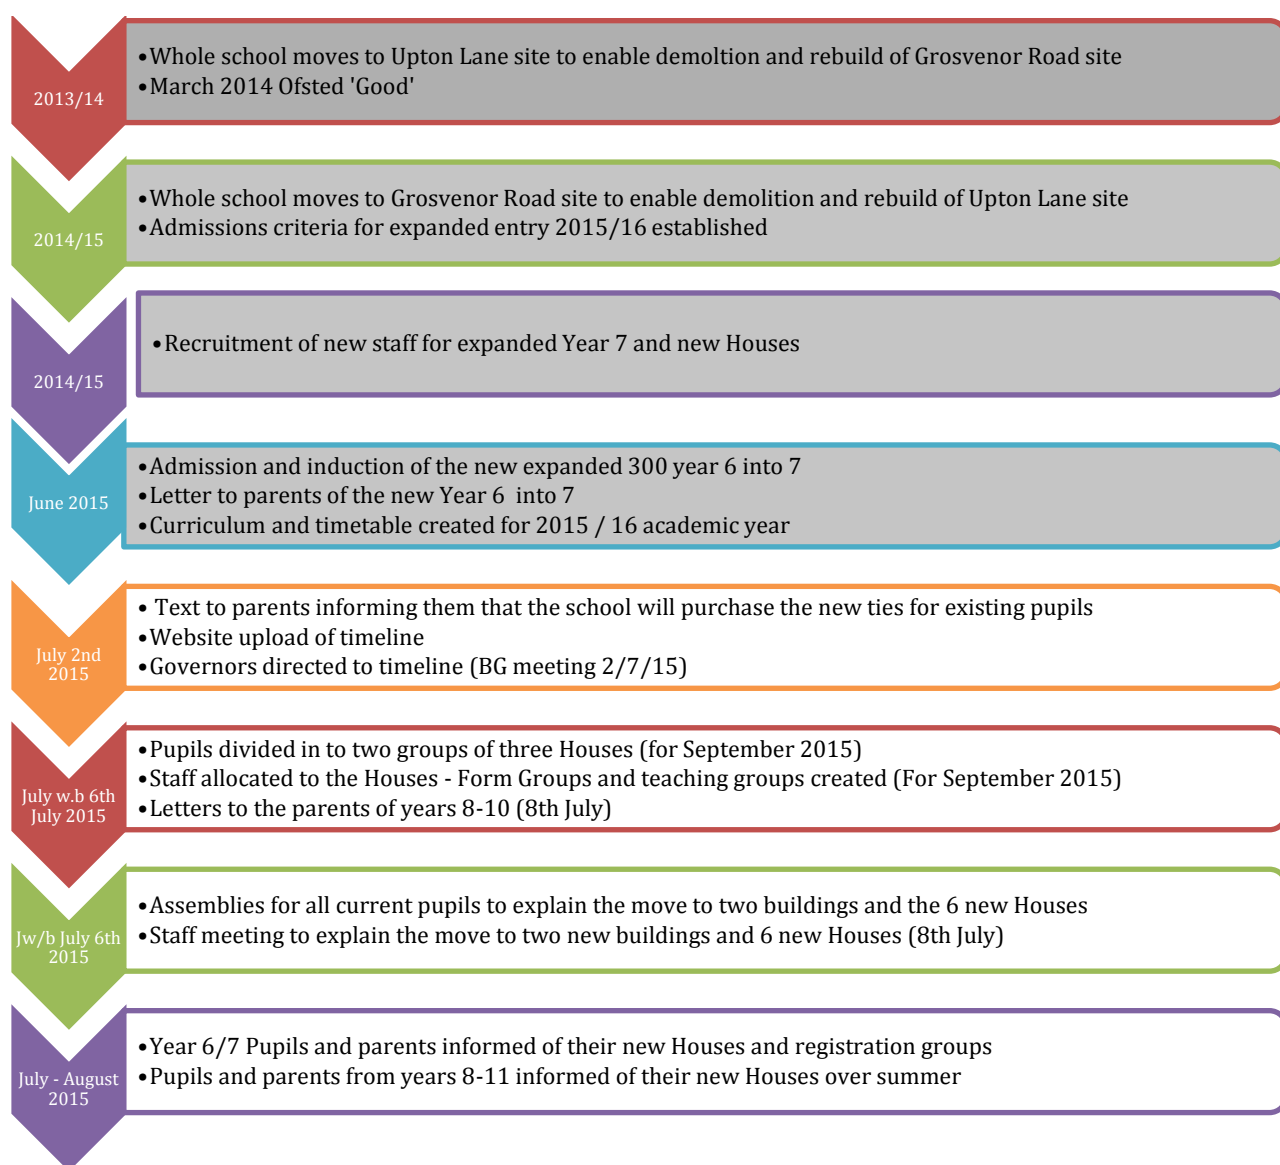 2013/14
•Whole school moves to Upton Lane site to enable demoltion and rebuild of Grosvenor Road site
•March 2014 Ofsted 'Good'
2014/15
•Whole school moves to Grosvenor Road site to enable demolition and rebuild of Upton Lane site
•Admissions criteria for expanded entry 2015/16 established
2014/15
•Recruitment of new staff for expanded Year 7 and new Houses
June 2015
•Admission and induction of the new expanded 300 year 6 into 7
•Letter to parents of the new Year 6 into 7
•Curriculum and timetable created for 2015 / 16 academic year
July 2nd
2015
• Text to parents informing them that the school will purchase the new ties for existing pupils
•Website upload of timeline
•Governors directed to timeline (BG meeting 2/7/15)
July w.b 6th
July 2015
•Pupils divided in to two groups of three Houses (for September 2015)
•Staff allocated to the Houses - Form Groups and teaching groups created (For September 2015)
•Letters to the parents of years 8-10 (8th July)
Jw/b July 6th
2015
•Assemblies for all current pupils to explain the move to two buildings and the 6 new Houses
•Staff meeting to explain the move to two new buildings and 6 new Houses (8th July)
July - August
2015
•Year 6/7 Pupils and parents informed of their new Houses and registration groups
•Pupils and parents from years 8-11 informed of their new Houses over summer